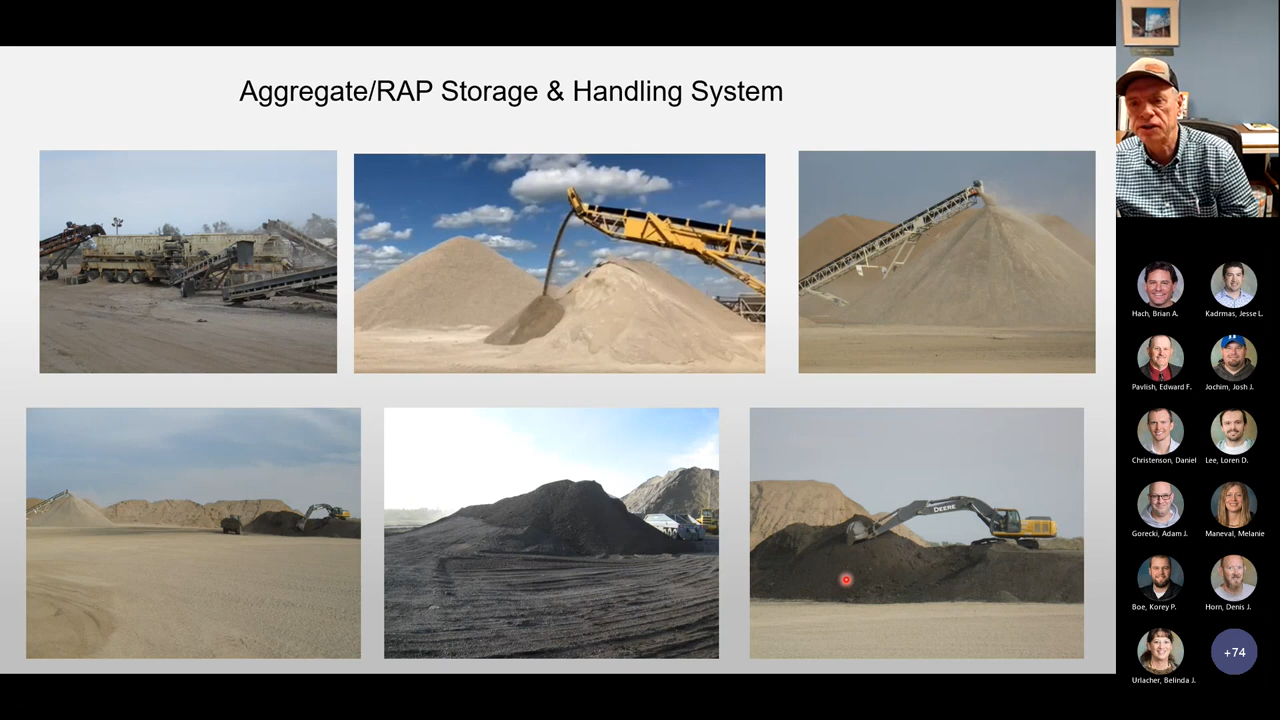 Aggregate/RAP Storage & Handling System
DEERE
Hach, Brian A.
Kadrmas, Jesse L.
Pavlish, Edward F.
Jochim, Josh J.
Christenson, Daniel
Lee, Loren D.
Gorecki, Adam J.
Maneval, Melanie
Boe, Korey P.
Horn, Denis J.
Urlacher, Belinda J.
+74